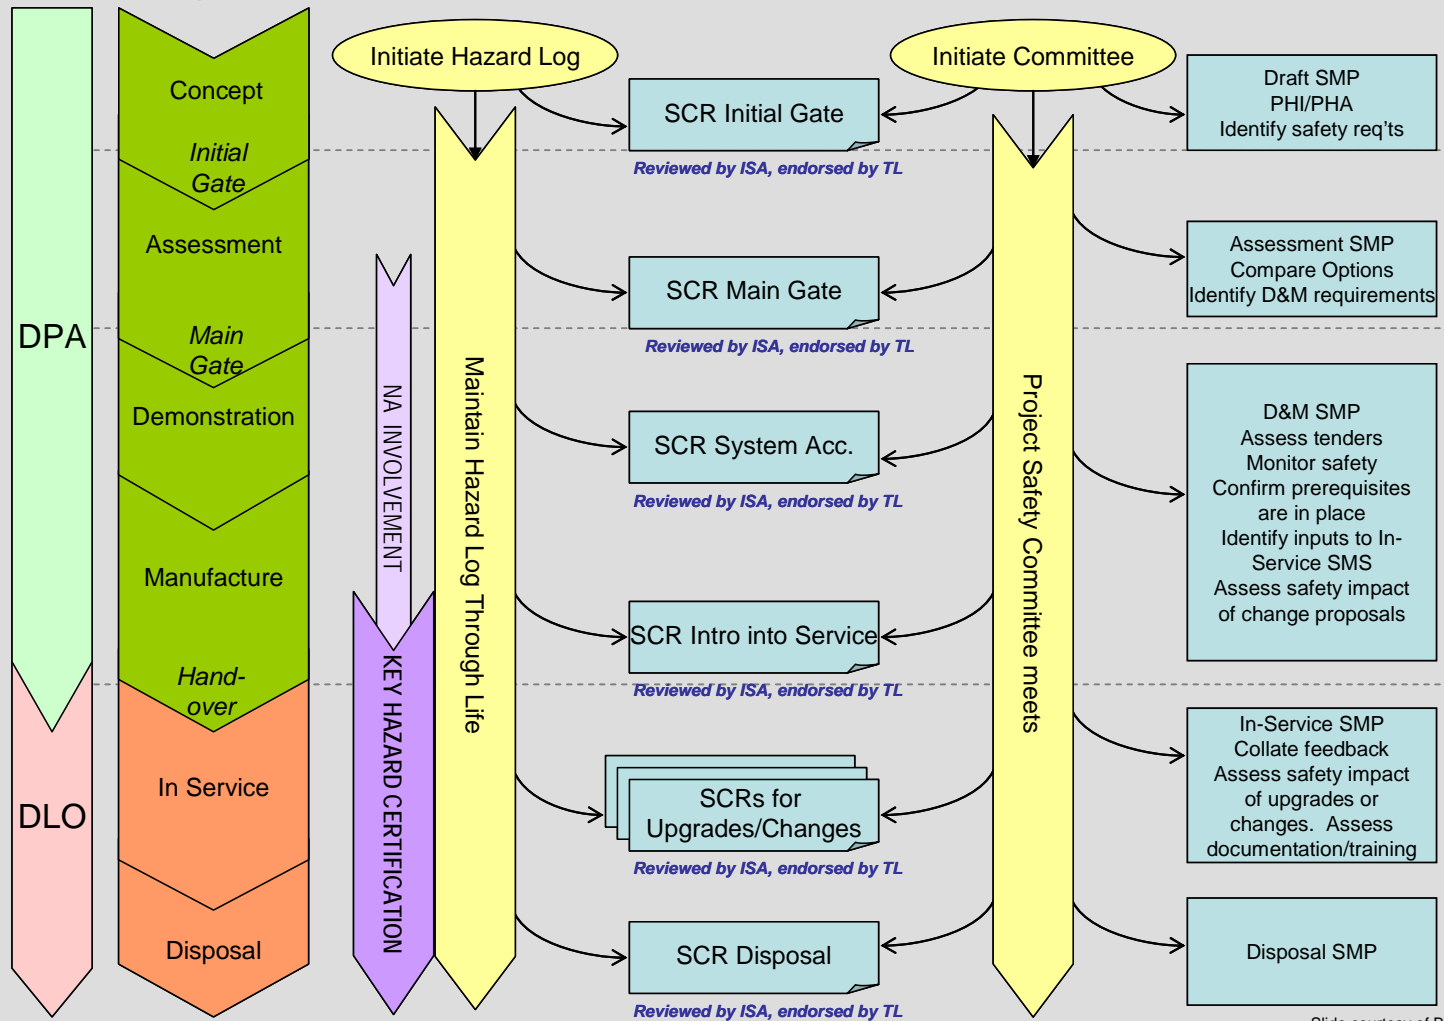 DPA
DLO
Concept
Initial
Gate
Assessment
Main
Gate
Demonstration
Manufacture
Hand-
over
In Service
Disposal
NA INVOLVEMENT
KEY HAZARD CERTIFICATION
Initiate Hazard Log
Maintain Hazard Log Through Life
SCR Initial Gate
Reviewed by ISA, endorsed by TL
SCR Main Gate
Reviewed by ISA, endorsed by TL
SCR System Acc.
Reviewed by ISA, endorsed by TL
SCR Intro into Service
Reviewed by ISA, endorsed by TL
SCRs for
Upgrades/Changes
Reviewed by ISA, endorsed by TL
SCR Disposal
Reviewed by ISA, endorsed by TL
Initiate Committee
Project Safety Committee meets
Draft SMP
PHI/PHA
Identify safety req'ts
Assessment SMP
Compare Options
Identify D&M requirements
D&M SMP
Assess tenders
Monitor safety
Confirm prerequisites
are in place
Identify inputs to In-
Service SMS
Assess safety impact
of change proposals
In-Service SMP
Collate feedback
Assess safety impact
of upgrades or
changes. Assess
documentation/training
Disposal SMP